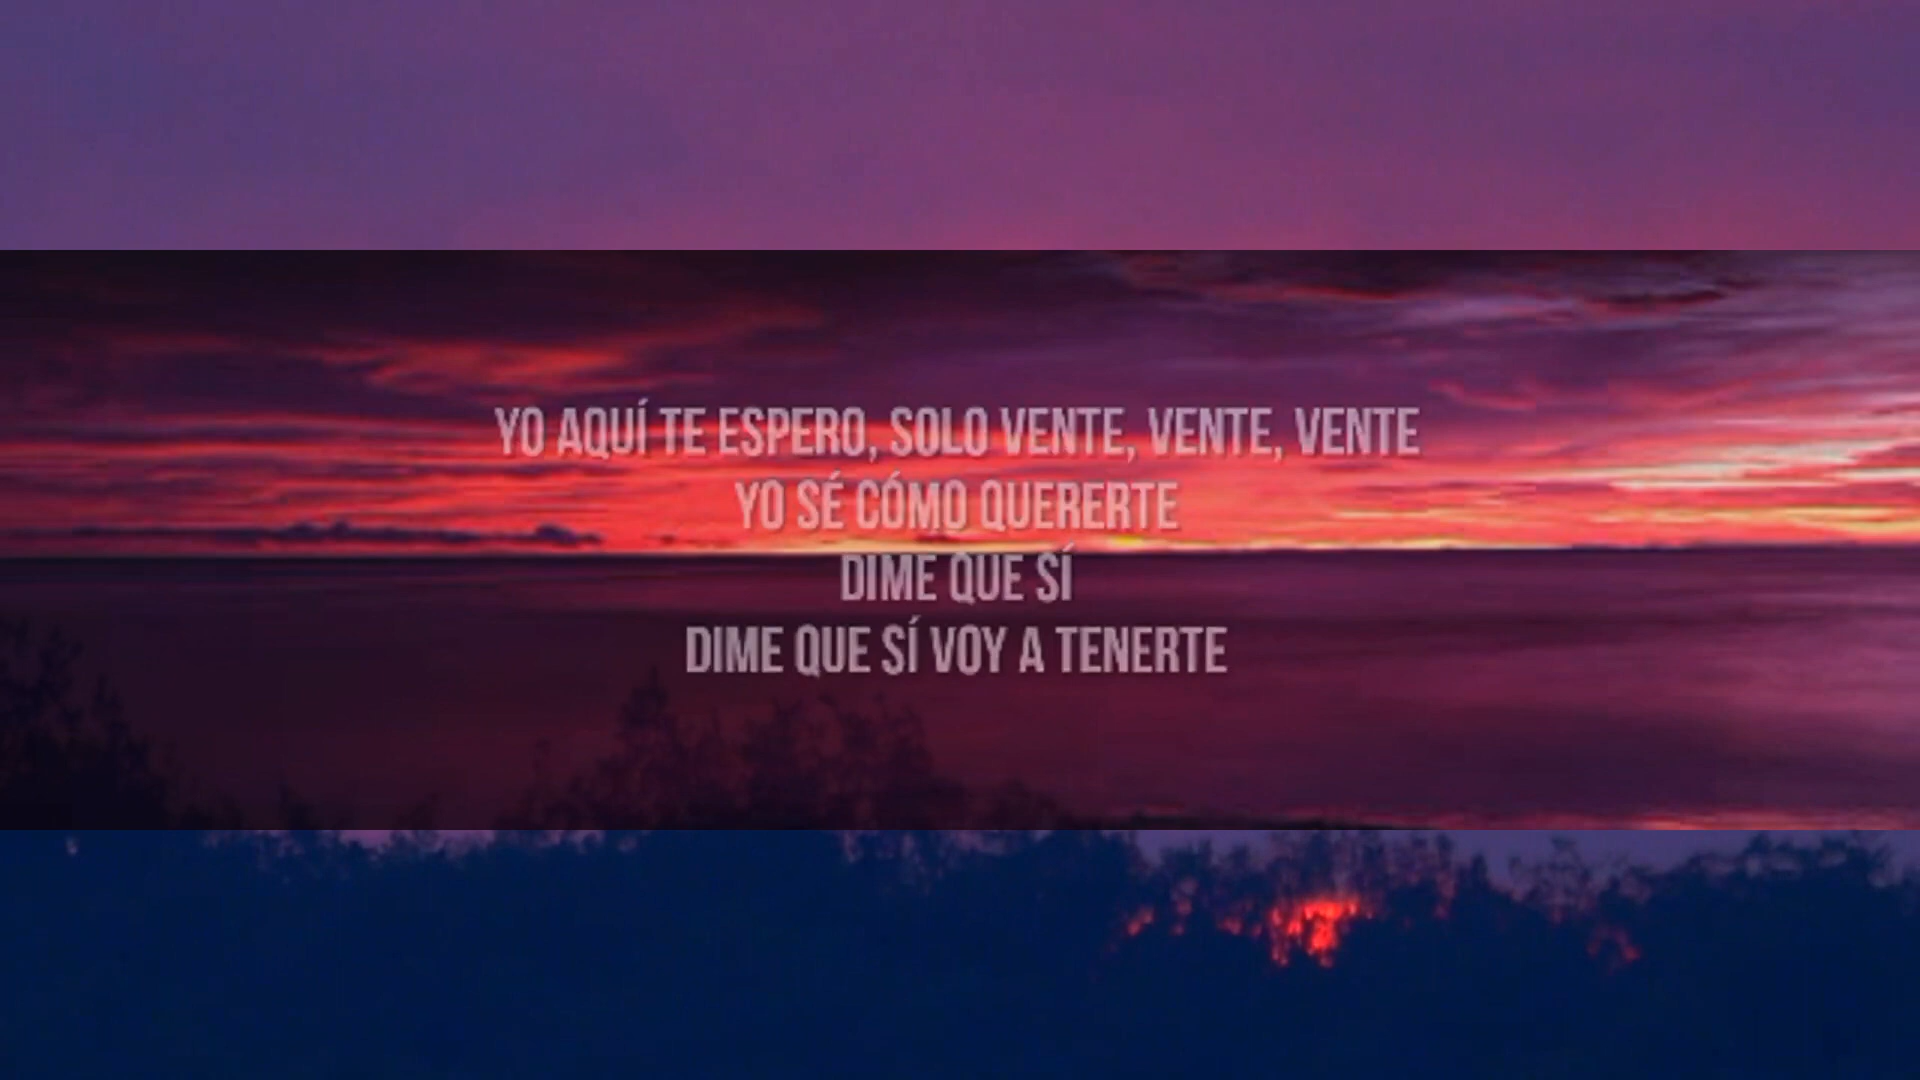 YO AQUÍ TE ESPERO, SOLO VENTE, VENTE, VENTE
YO SÉ CÓMO QUERERTE
DIME QUE SÍ
DIME QUE SÍ VOY A TENERTE